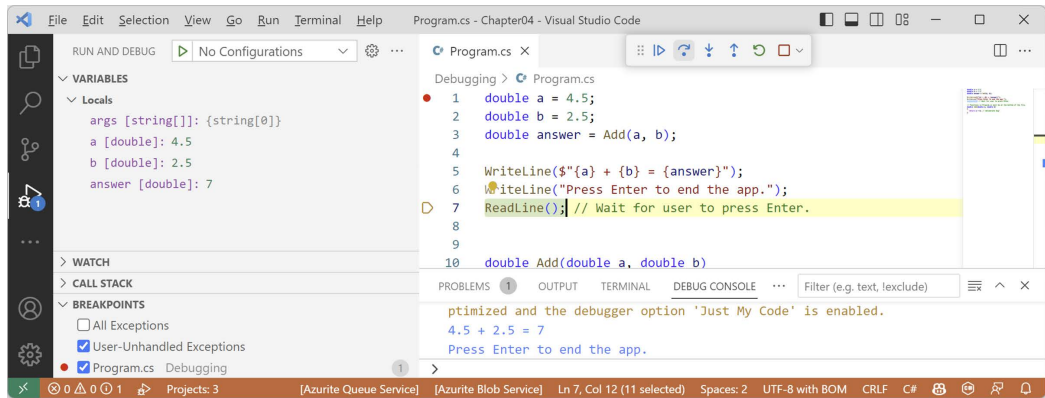 File Edit Selection View Go Run Terminal Help Program.cs - Chapter04 - Visual Studio Code
RUN AND DEBUG No Configurations ...
VARIABLES
Locals
args [string[]]: {string[0]}
a [double]: 4.5
b [double]: 2.5
answer [double]: 7
WATCH
CALL STACK
BREAKPOINTS
All Exceptions
User-Unhandled Exceptions
Program.cs Debugging 1
1
C# Program.cs
Debugging > C# Program.cs
1 double a = 4.5;
2 double b = 2.5;
3 double answer = Add(a, b);
4
5 WriteLine($"{a} + {b} = {answer}");
6 WriteLine("Press Enter to end the app.");
7 ReadLine(); // Wait for user to press Enter.
8
9
10 double Add(double a, double b)
PROBLEMS 1 OUTPUT TERMINAL DEBUG CONSOLE ... Filter (e.g. text, !exclude)
ptimized and the debugger option 'Just My Code' is enabled.
4.5 + 2.5 = 7
Press Enter to end the app.
>
0 0 1 Projects: 3 [Azurite Queue Service] [Azurite Blob Service] Ln 7, Col 12 (11 selected) Spaces: 2 UTF-8 with BOM CRLF C#